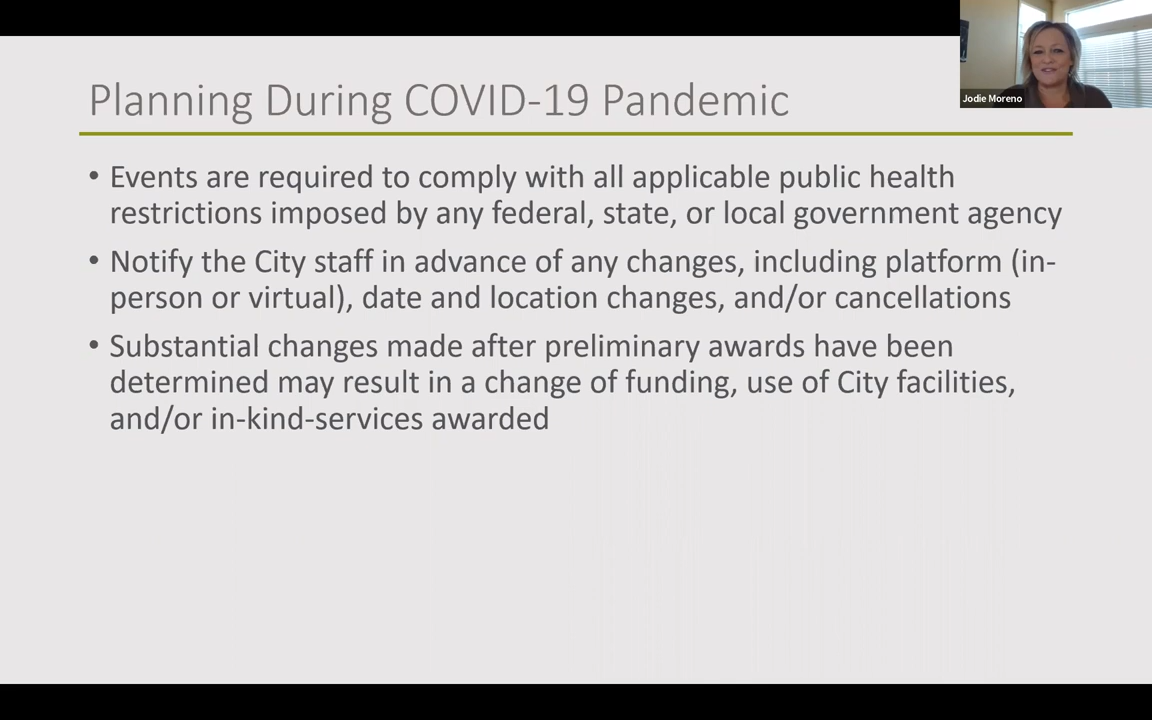 Planning During COVID-19 Pandemic
Jodie Moreno
• Events are required to comply with all applicable public health
restrictions imposed by any federal, state, or local government agency
• Notify the City staff in advance of any changes, including platform (in-
person or virtual), date and location changes, and/or cancellations
• Substantial changes made after preliminary awards have been
determined may result in a change of funding, use of City facilities,
and/or in-kind-services awarded